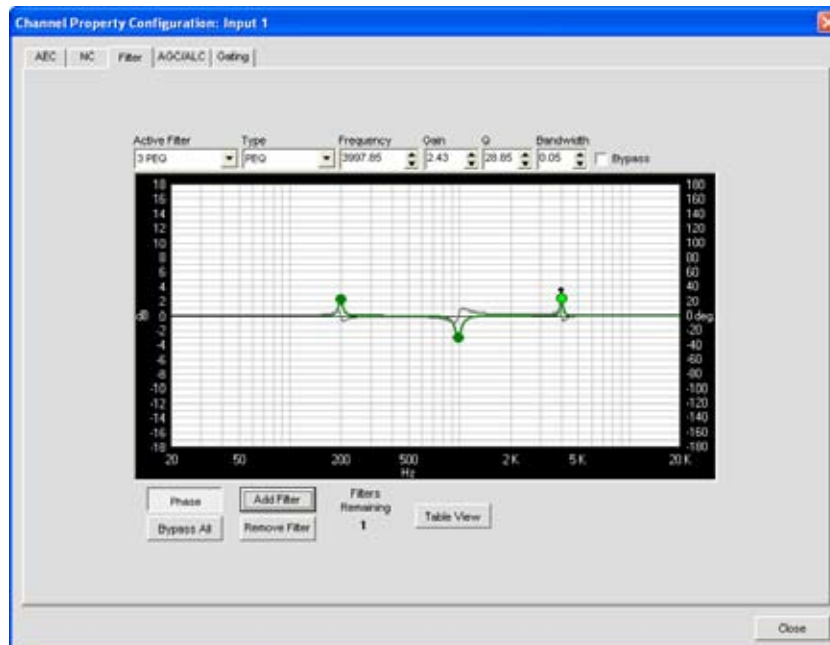 Channel Property Configuration: Input 1
AEC NC Filter AGC/ALC Gating
Active Filter Type Frequency Gain Q Bandwidth
3 PEQ PEQ 3997.85 2.43 28.85 0.05 Bypass
18 180
16 160
14 140
12 120
10 100
8 80
6 60
4 40
2 20
dB 0 0 deg
-2 -20
-4 -40
-6 -60
-8 -80
-10 -100
-12 -120
-14 -140
-16 -160
-18 -180
20 50 200 500 2K 5K 20K
Hz
Phase Add Filter Filters Remaining Table View
Bypass All Remove Filter 1
Close